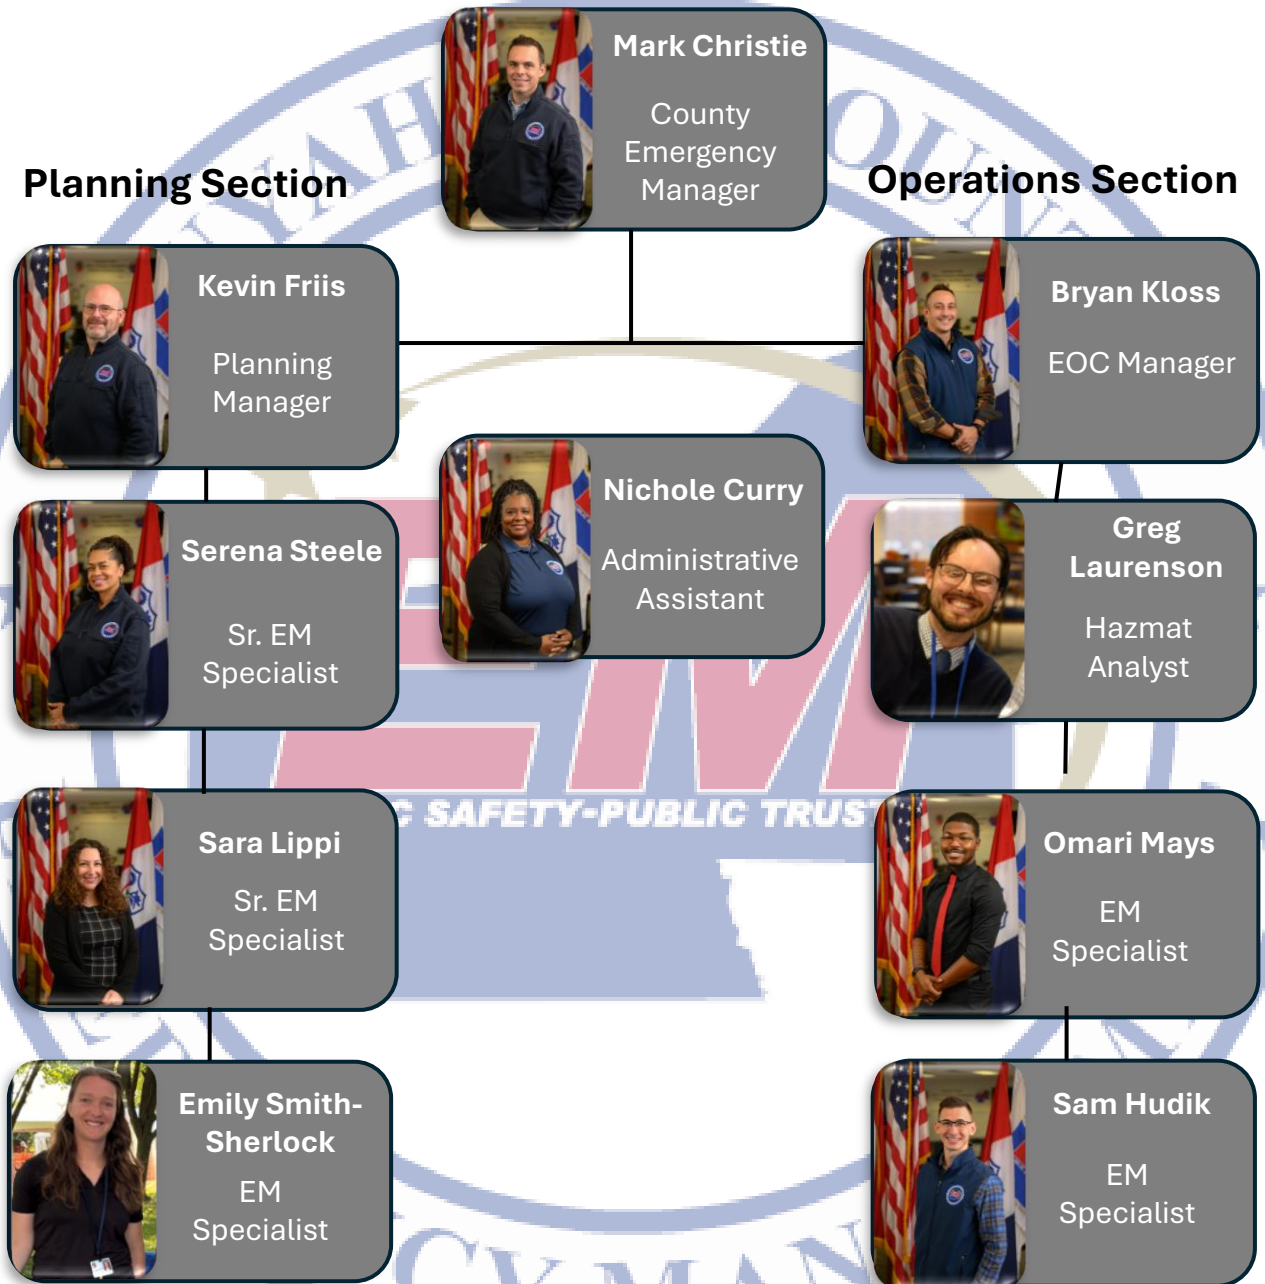 Mark Christie
County
Emergency
Manager
Planning Section
Operations Section
Kevin Friis
Planning
Manager
Bryan Kloss
EOC Manager
Nichole Curry
Administrative
Assistant
Serena Steele
Sr. EM
Specialist
Greg
Laurenson
Hazmat
Analyst
Sara Lippi
Sr. EM
Specialist
Omari Mays
EM
Specialist
Emily Smith-
Sherlock
EM
Specialist
Sam Hudik
EM
Specialist
EM
C SAFETY-PUBLIC TRUS